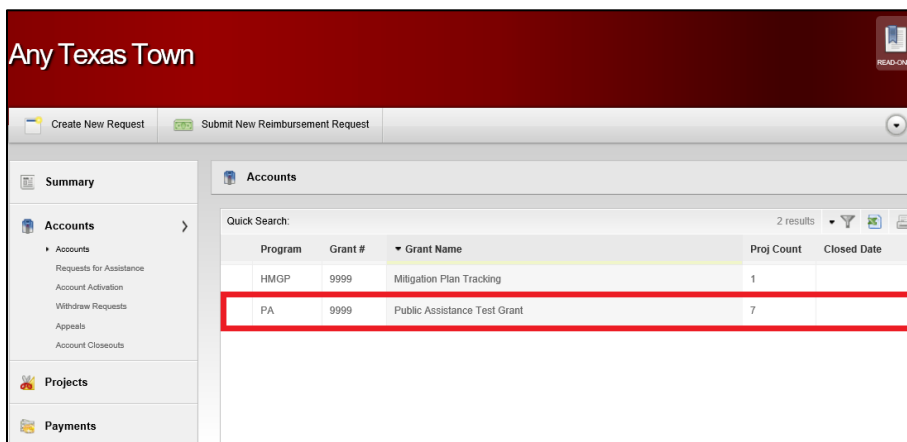 Any Texas Town
Create New Request Submit New Reimbursement Request
Summary
Accounts
Accounts
Requests for Assistance
Account Activation
Withdraw Requests
Appeals
Account Closeouts
Projects
Payments
Accounts
Quick Search: 2 results
Program Grant # Grant Name Proj Count Closed Date
HMGP 9999 Mitigation Plan Tracking 1
PA 9999 Public Assistance Test Grant 7